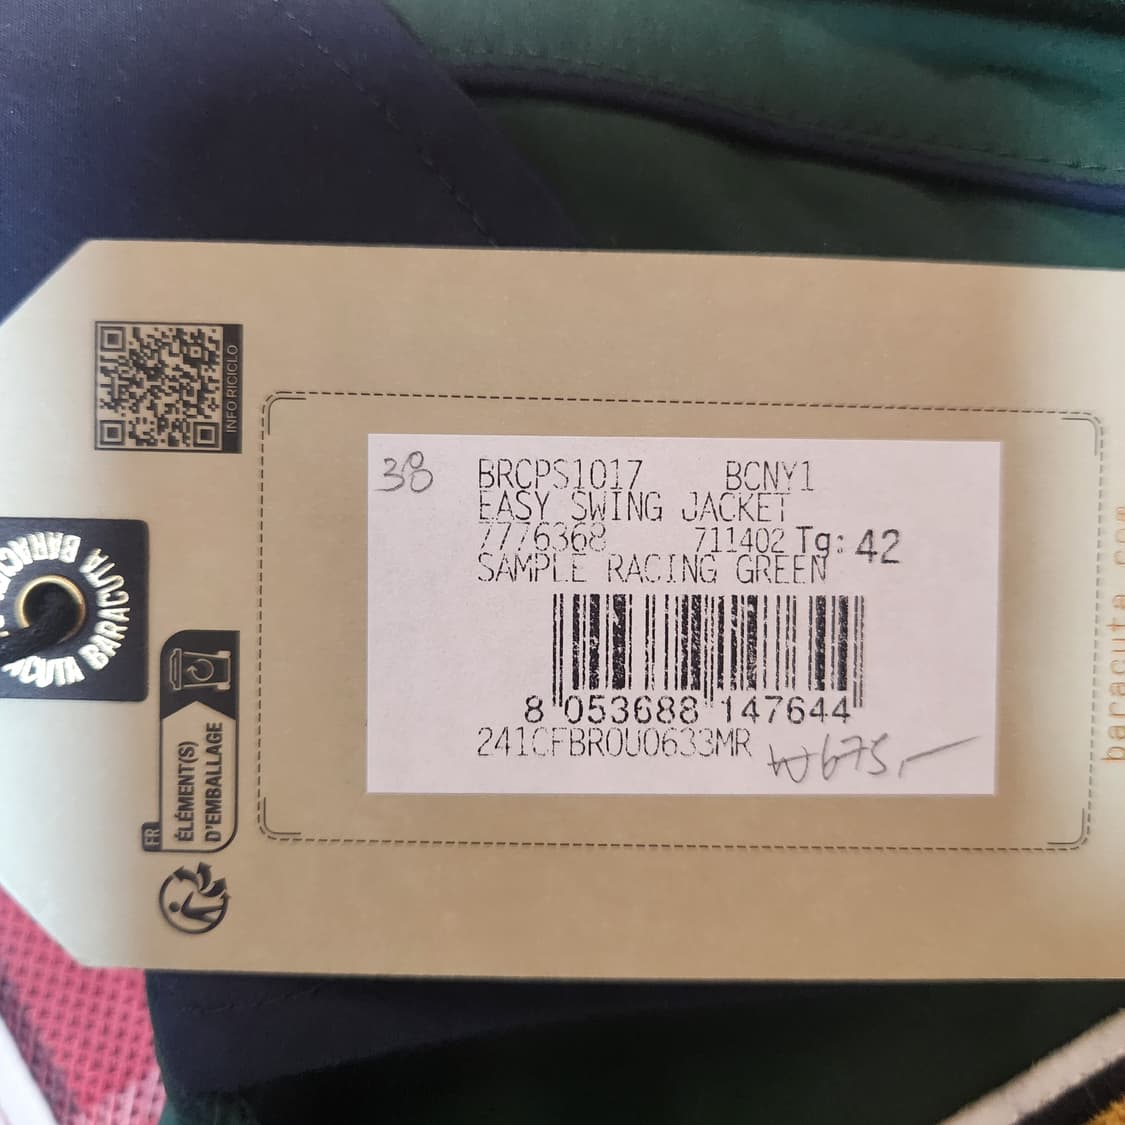 INFO RICICLO
38
BRCPS1017 BCNY1
EASY SWING JACKET
7776368 711402 Tg: 42
SAMPLE RACING GREEN
8 053688 147644
241CFBROU0633MR
W675,-
BARACUTA BARACUTA
FR
ÉLÉMENT(S)
D'EMBALLAGE
baracuta.com